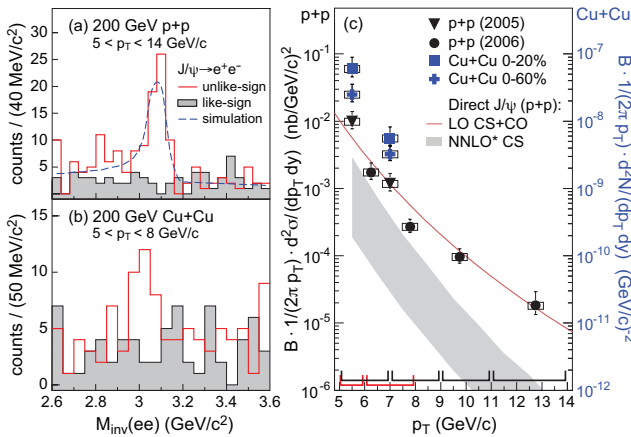 (a) 200 GeV p+p
5 < pT < 14 GeV/c
J/ψ→e+e-
unlike-sign
like-sign
simulation
counts / (40 MeV/c2)
30
20
10
0
(b) 200 GeV Cu+Cu
5 < pT < 8 GeV/c
counts / (50 MeV/c2)
15
10
5
0
2.6 2.8 3.0 3.2 3.4 3.6
Minv(ee) (GeV/c2)
p+p
(c)
Cu+Cu
p+p (2005)
p+p (2006)
Cu+Cu 0-20%
Cu+Cu 0-60%
Direct J/ψ (p+p):
LO CS+CO
NNLO* CS
B · 1/(2π pT) · d2σ/(dpT dy) (nb/GeV/c)2
10-1
10-2
10-3
10-4
10-5
10-6
5 6 7 8 9 10 11 12 13 14
pT (GeV/c)
10-7
10-8
10-9
10-10
10-11
10-12
B · 1/(2π pT) · d2N/(dpT dy) (GeV/c)-2